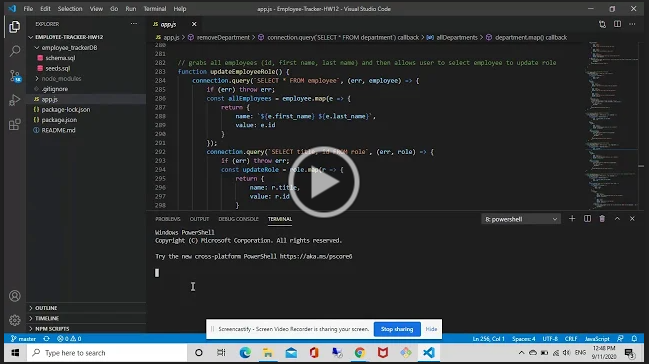 File Edit Selection View Go Run Terminal Help
app.js - Employee-Tracker-HW12 - Visual Studio Code
EXPLORER
EMPLOYEE-TRACKER-HW12
employee_trackerDB
schema.sql
seeds.sql
node_modules
.gitignore
app.js
package-lock.json
package.json
README.md
OUTLINE
TIMELINE
NPM SCRIPTS
JS app.js
JS app.js > removeDepartment > connection.query(`SELECT * FROM department`) callback > allDepartments > department.map() callback
280
281
282 // grabs all employees (id, first name, last name) and then allows user to select employee to update role
283 function updateEmployeeRole() {
284 connection.query(`SELECT * FROM employee`, (err, employee) => {
285 if (err) throw err;
286 const allEmployees = employee.map(e => {
287 return {
288 name: `${e.first_name} ${e.last_name}`,
289 value: e.id
290 }
291 });
292 connection.query(`SELECT title, id FROM role`, (err, role) => {
293 if (err) throw err;
294 const updateRole = role.map(r => {
295 return {
296 name: r.title,
297 value: r.id
298 }
PROBLEMS OUTPUT DEBUG CONSOLE TERMINAL
8: powershell
Windows PowerShell
Copyright (C) Microsoft Corporation. All rights reserved.
Try the new cross-platform PowerShell https://aka.ms/pscore6
Screencastify - Screen Video Recorder is sharing your screen.
Stop sharing
Hide
master
0 0
Ln 256, Col 1 Spaces: 4 UTF-8 CRLF JavaScript
Type here to search
12:48 PM
9/11/2020